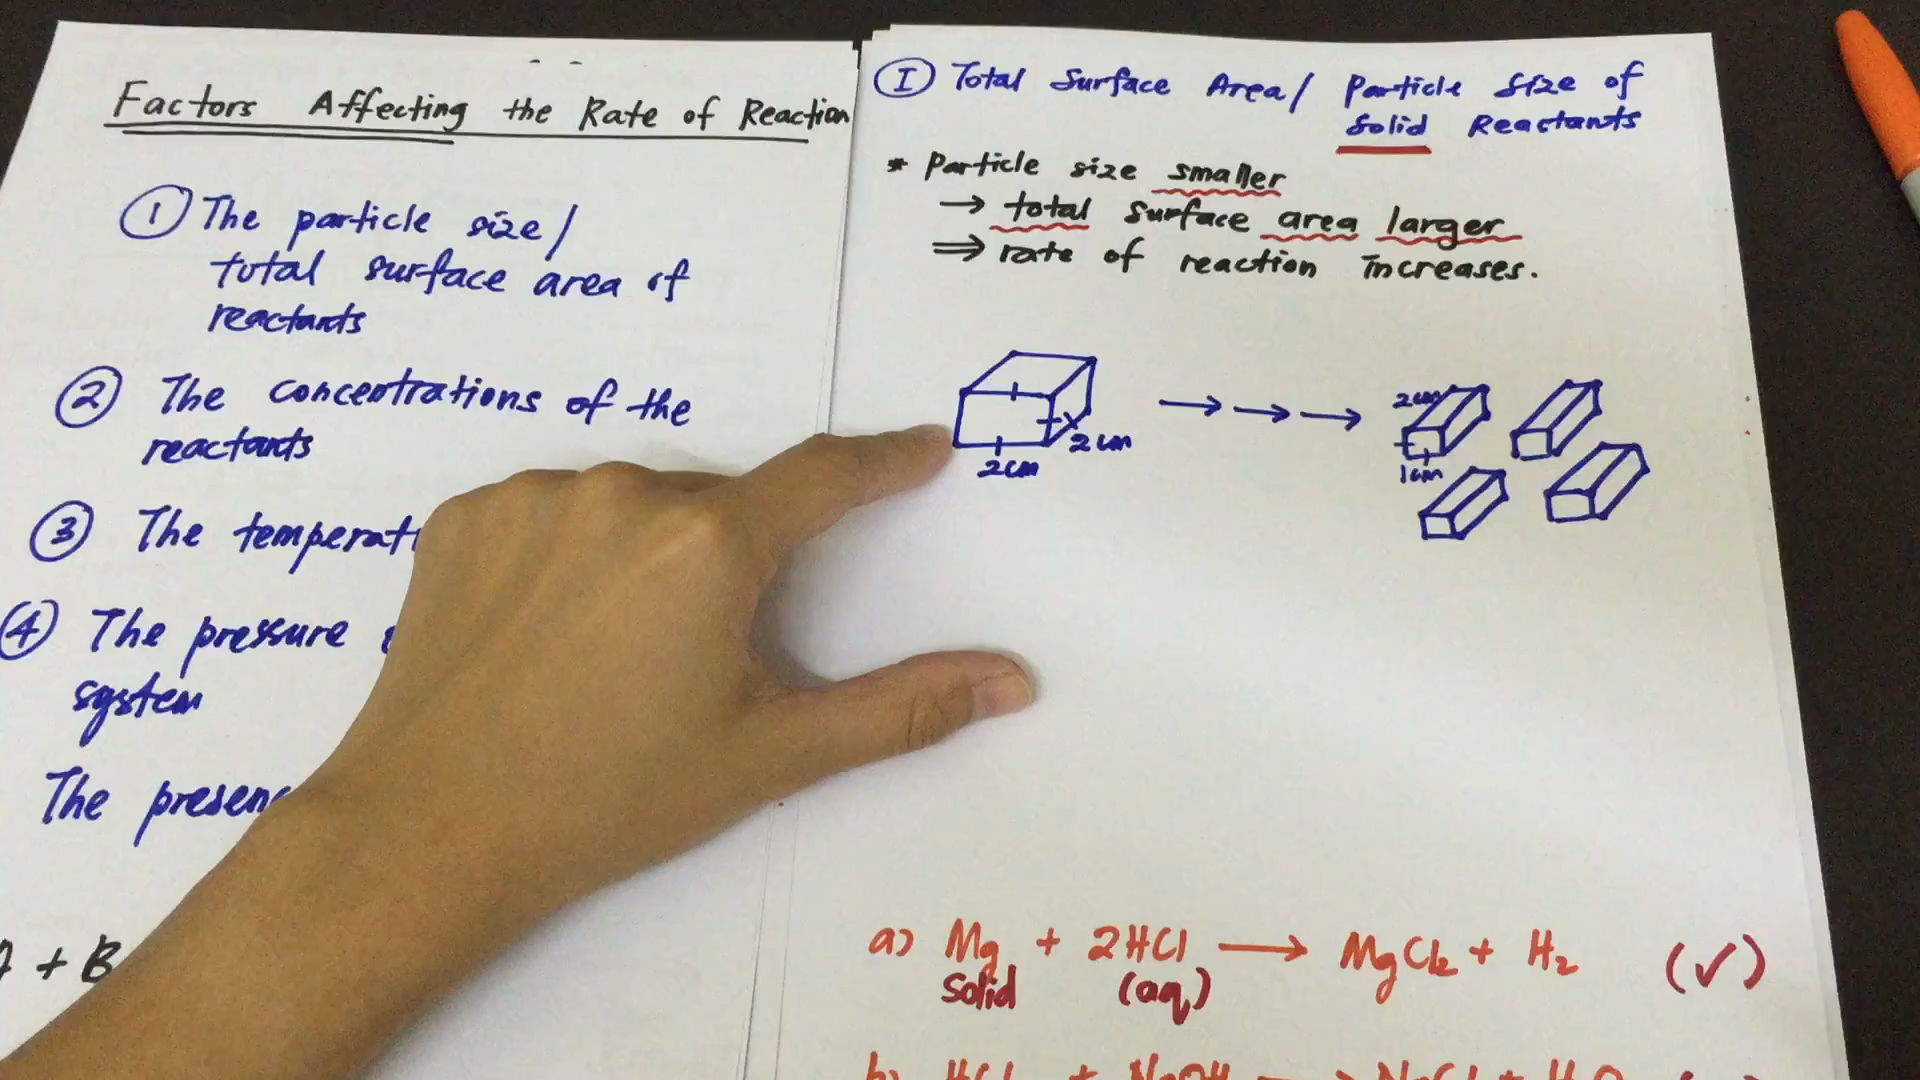 Factors Affecting the Rate of Reaction
① The particle size/
total surface area of
reactants
② The concentrations of the
reactants
③ The
④ The pressure
system
The
+ B
Ⓘ Total Surface Area/ Particle Size of
Solid Reactants
* Particle size smaller
→ total surface area larger
⇒ rate of reaction increases.
2cm
2cm
2cm
1cm
a) Mg + 2HCl → MgCl₂ + H₂ (✓)
Solid (aq)